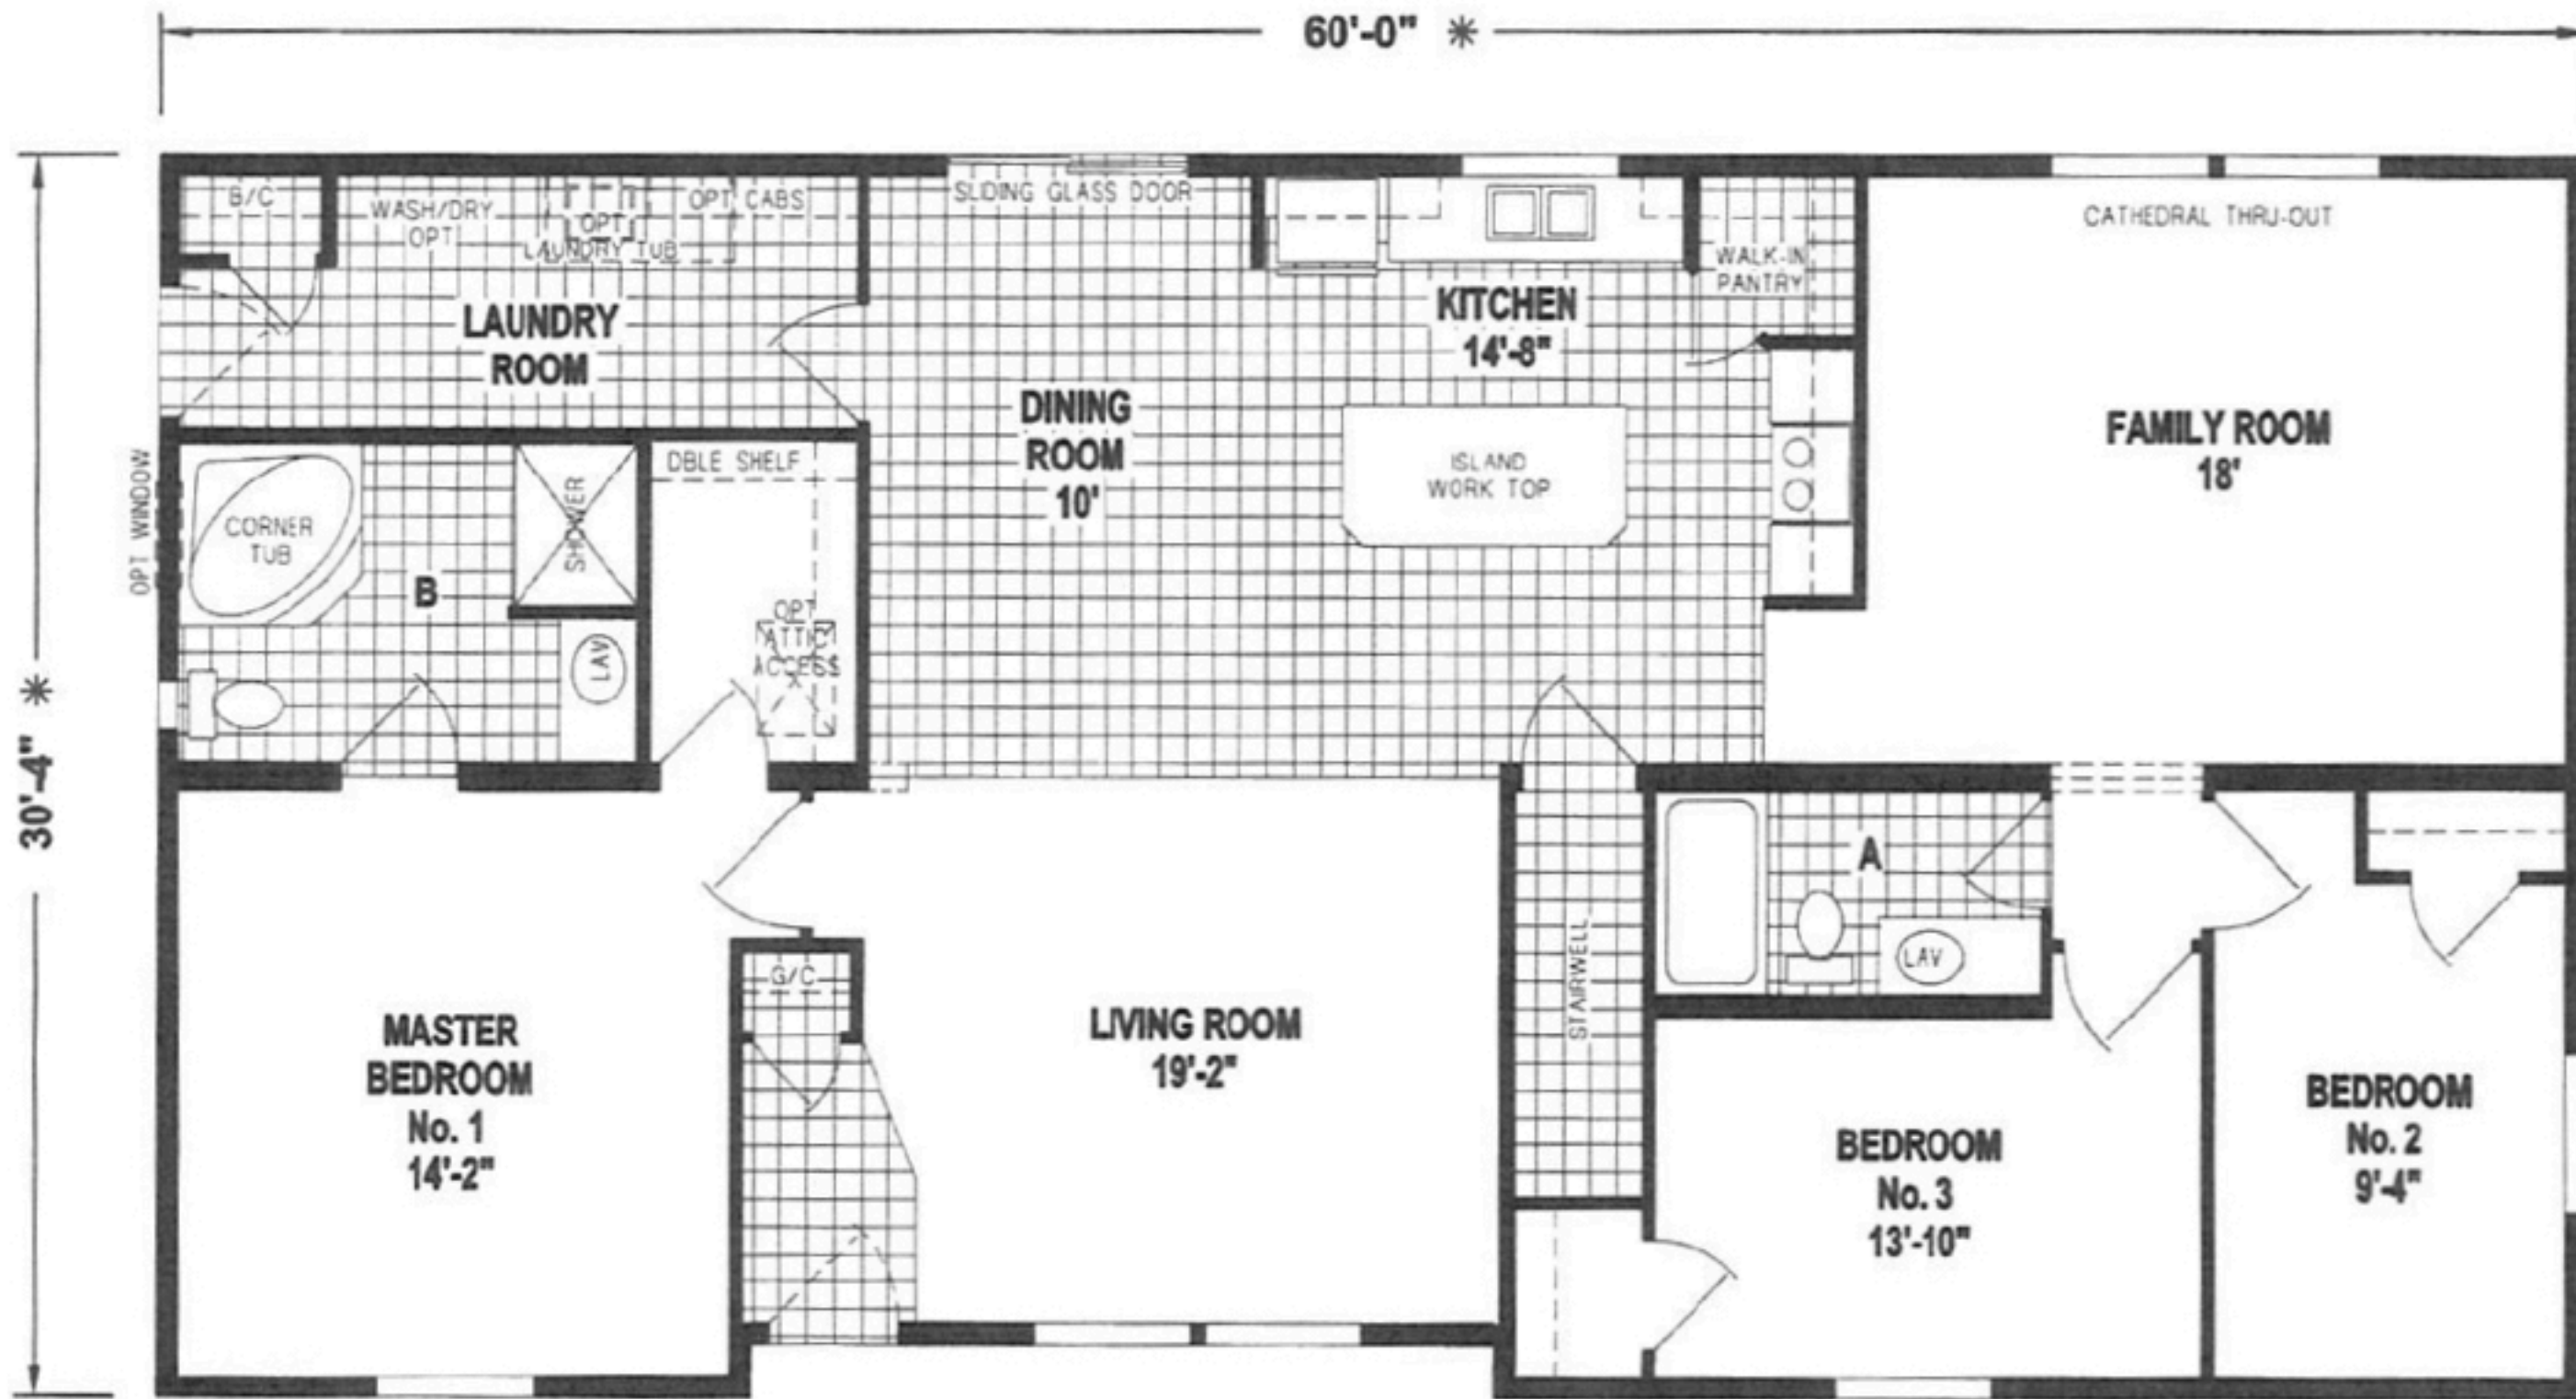 60'-0" *
30'-4" *
B/C
WASH/DRY
OPT
OPT
LAUNDRY TUB
OPT CABS
LAUNDRY
ROOM
SLIDING GLASS DOOR
KITCHEN
14'-8"
WALK-IN
PANTRY
CATHEDRAL THRU-OUT
DINING
ROOM
10'
ISLAND
WORK TOP
FAMILY ROOM
18'
OPT WINDOW
CORNER
TUB
B
SHOWER
LAV
DBLE SHELF
OPT
ATTIC
ACCESS
MASTER
BEDROOM
No. 1
14'-2"
G/C
LIVING ROOM
19'-2"
STAIRWELL
A
LAV
BEDROOM
No. 3
13'-10"
BEDROOM
No. 2
9'-4"